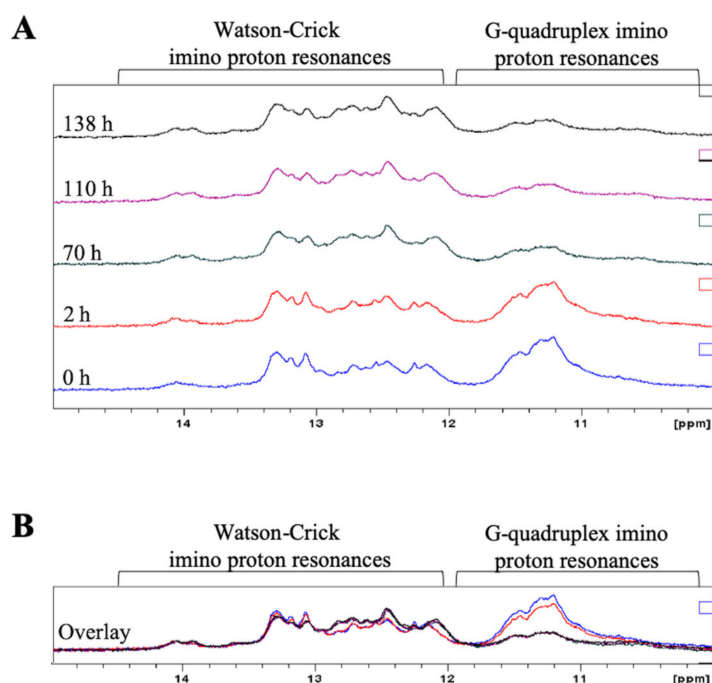 A
Watson-Crick
imino proton resonances
G-quadruplex imino
proton resonances
138 h
110 h
70 h
2 h
0 h
14 13 12 11 [ppm]
B
Watson-Crick
imino proton resonances
G-quadruplex imino
proton resonances
Overlay
14 13 12 11 [ppm]